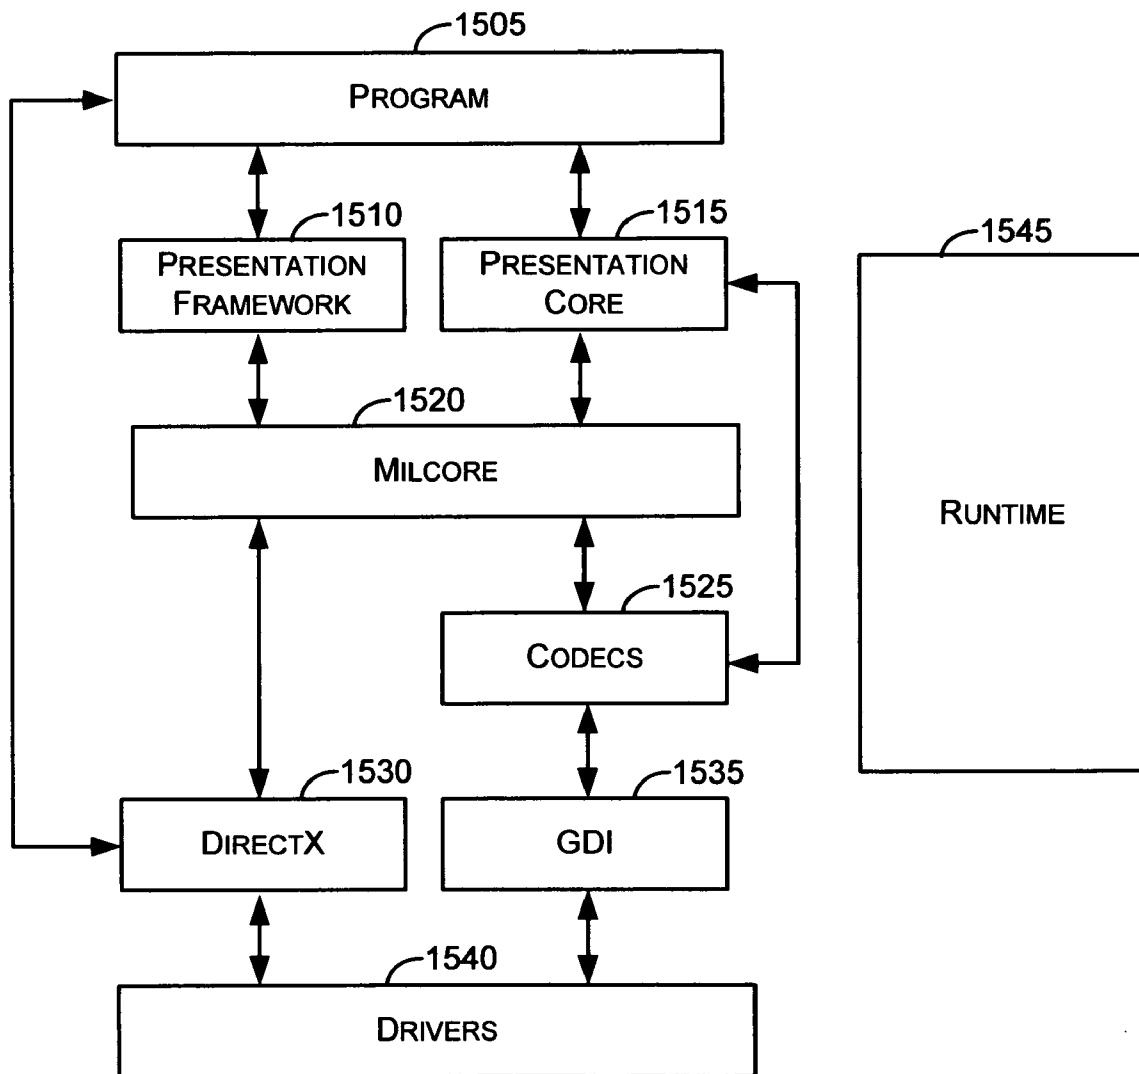 1505
PROGRAM
1510
1515
1545
PRESENTATION
FRAMEWORK
PRESENTATION
CORE
1520
MILCORE
RUNTIME
1525
CODECS
1530
1535
DIRECTX
GDI
1540
DRIVERS